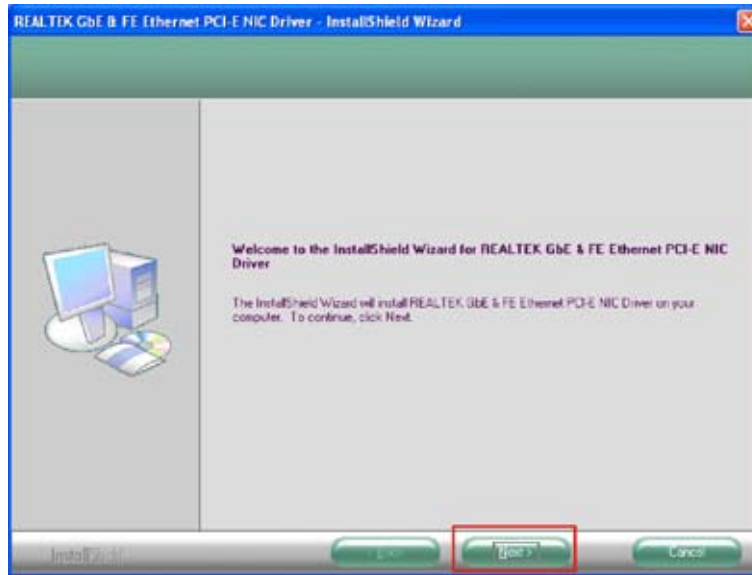 REALTEK GbE & FE Ethernet PCI-E NIC Driver - InstallShield Wizard
Welcome to the InstallShield Wizard for REALTEK GbE & FE Ethernet PCI-E NIC
Driver
The InstallShield Wizard will install REALTEK GbE & FE Ethernet PCI-E NIC Driver on your
computer. To continue, click Next.
InstallShield
Next >
Cancel